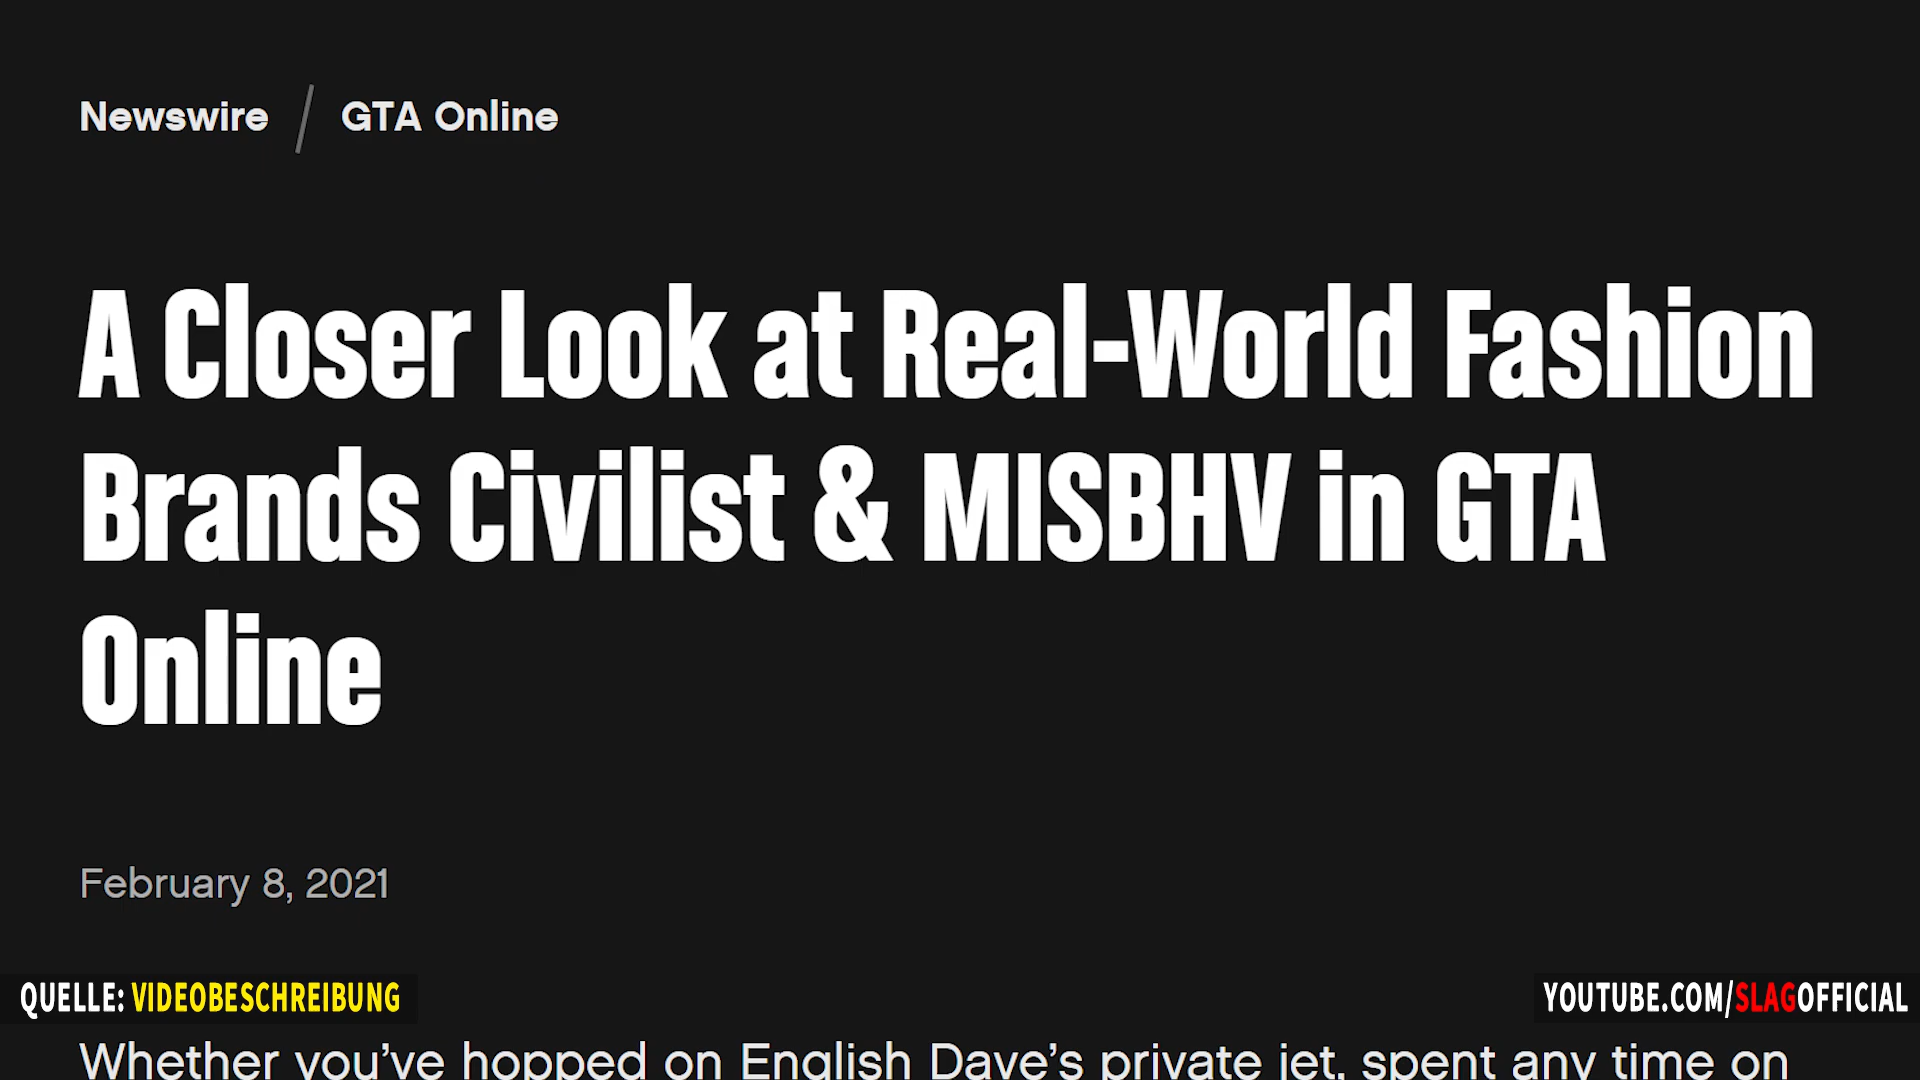 Newswire / GTA Online
A Closer Look at Real-World Fashion
Brands Civilist & MISBHV in GTA
Online
February 8, 2021
QUELLE: VIDEOBESCHREIBUNG
YOUTUBE.COM/SLAGOFFICIAL
Whether you've hopped on English Dave's private jet, spent any time on